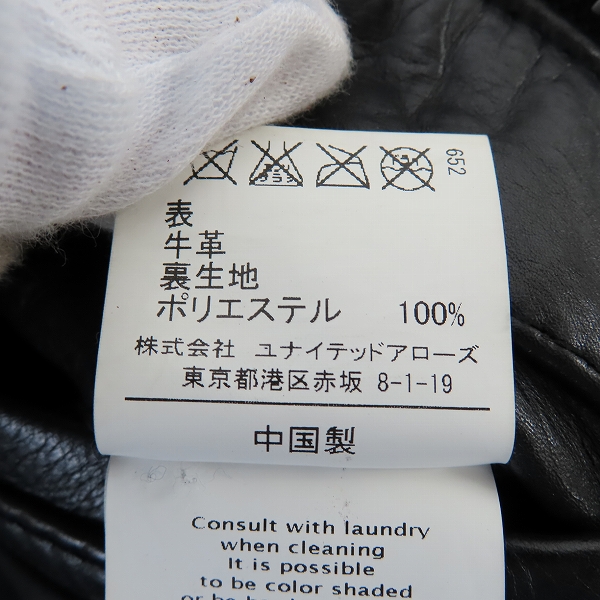 652
表
牛革
裏生地
ポリエステル 100%
株式会社 ユナイテッドアローズ
東京都港区赤坂 8-1-19
中国製
Consult with laundry
when cleaning
It is possible
to be color shaded
or be